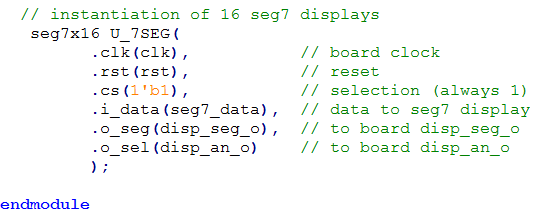 // instantiation of 16 seg7 displays
seg7x16 U_7SEG(
.clk(clk), // board clock
.rst(rst), // reset
.cs(1'b1), // selection (always 1)
.i_data(seg7_data), // data to seg7 display
.o_seg(disp_seg_o), // to board disp_seg_o
.o_sel(disp_an_o) // to board disp_an_o
);
endmodule